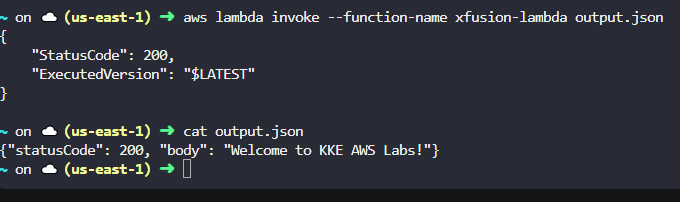 ~ on ☁ (us-east-1) ➜ aws lambda invoke --function-name xfusion-lambda output.json
{
    "StatusCode": 200,
    "ExecutedVersion": "$LATEST"
}
~ on ☁ (us-east-1) ➜ cat output.json
{"statusCode": 200, "body": "Welcome to KKE AWS Labs!"}
~ on ☁ (us-east-1) ➜